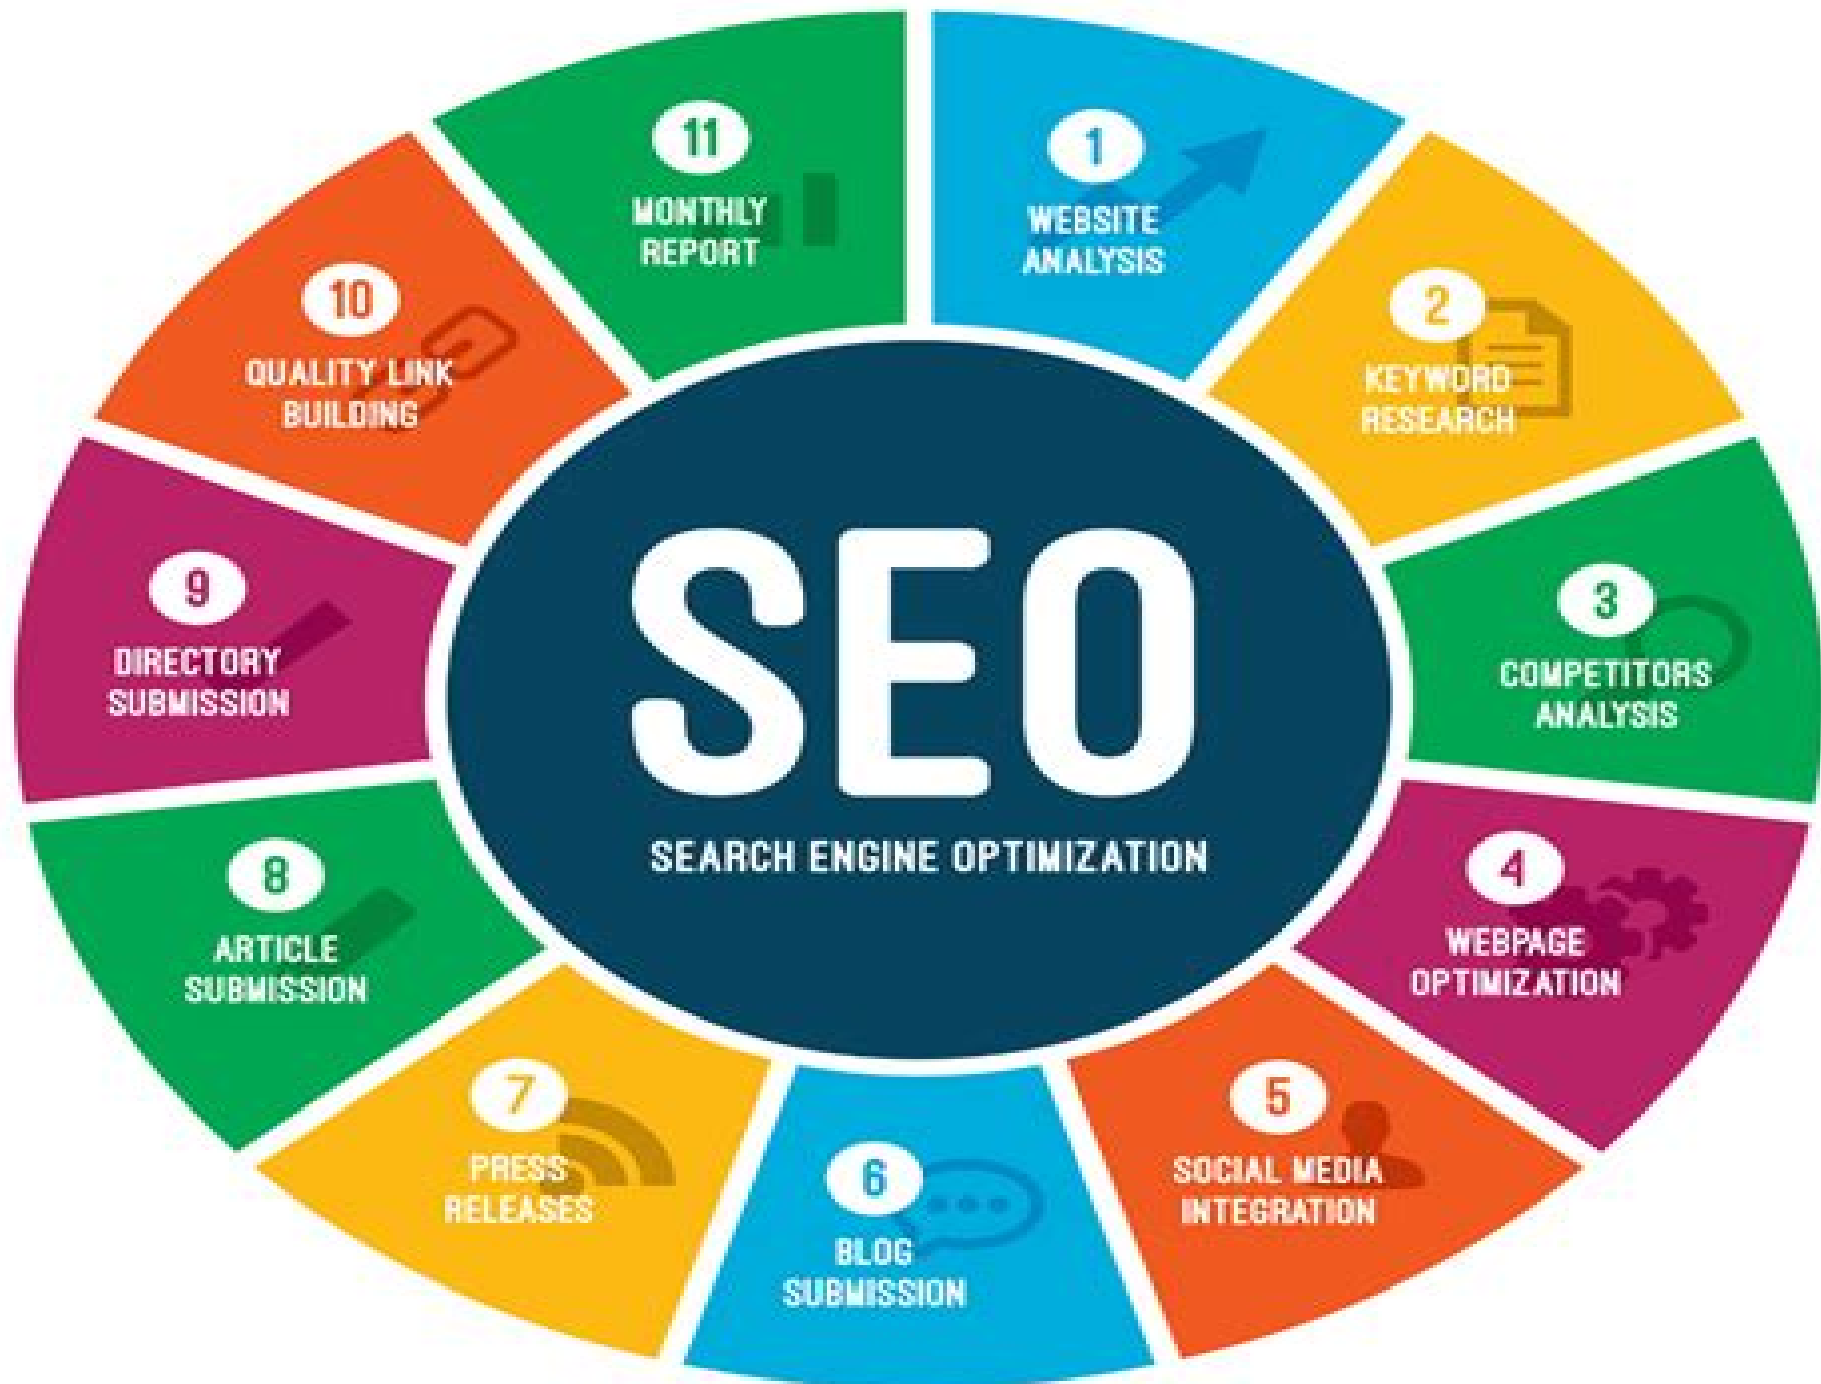 SEO
SEARCH ENGINE OPTIMIZATION
1
WEBSITE
ANALYSIS
2
KEYWORD
RESEARCH
3
COMPETITORS
ANALYSIS
4
WEBPAGE
OPTIMIZATION
5
SOCIAL MEDIA
INTEGRATION
6
BLOG
SUBMISSION
7
PRESS
RELEASES
8
ARTICLE
SUBMISSION
9
DIRECTORY
SUBMISSION
10
QUALITY LINK
BUILDING
11
MONTHLY
REPORT